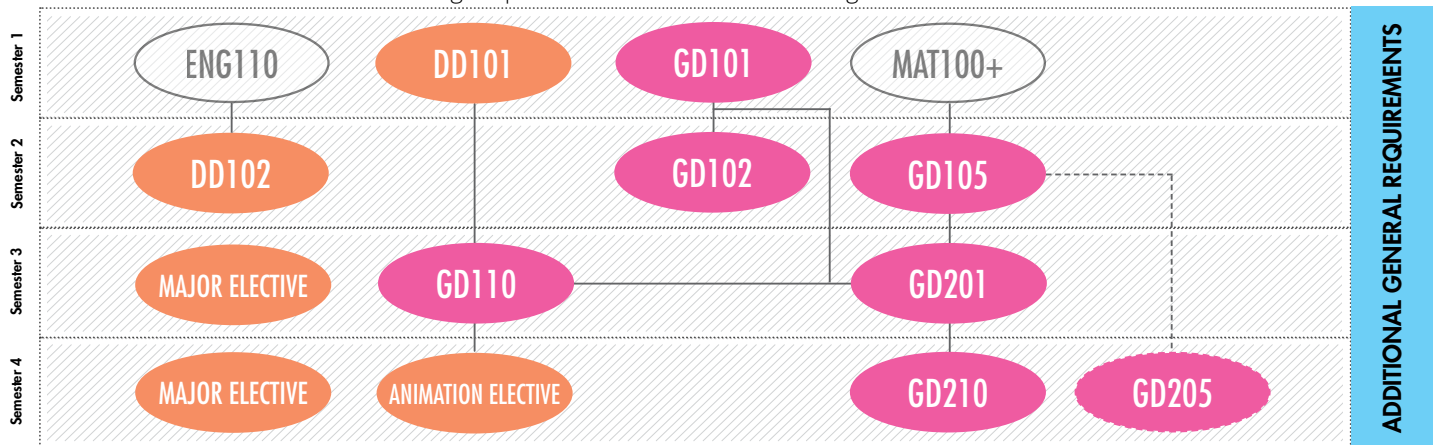 Semester 1
ENG110
DD101
GD101
MAT100+
Semester 2
DD102
GD102
GD105
Semester 3
MAJOR ELECTIVE
GD110
GD201
Semester 4
MAJOR ELECTIVE
ANIMATION ELECTIVE
GD210
GD205
ADDITIONAL GENERAL REQUIREMENTS